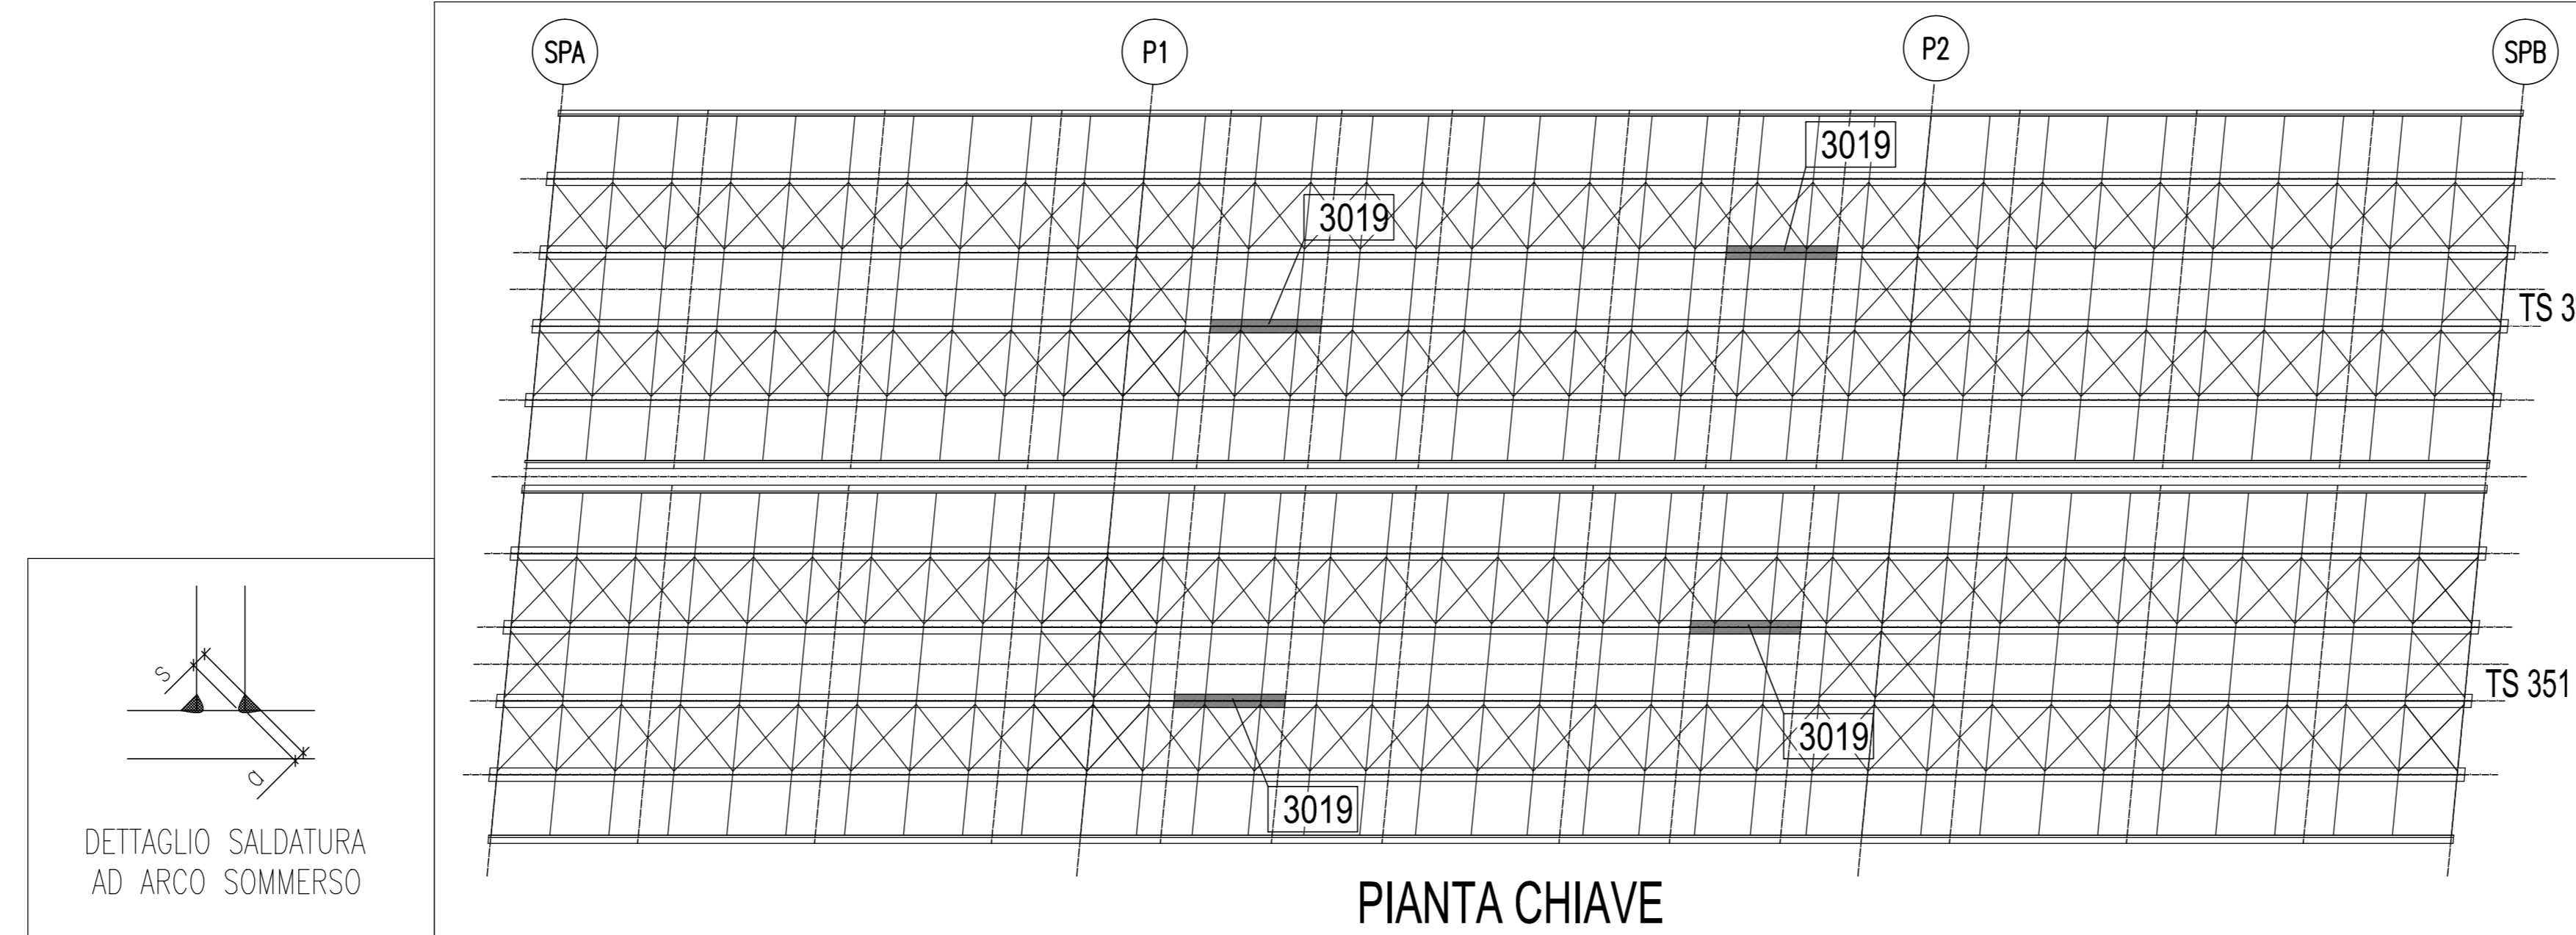 SPA
P1
P2
SPB
3019
3019
TS 3
TS 351
3019
3019
s
a
DETTAGLIO SALDATURA
AD ARCO SOMMERSO
PIANTA CHIAVE